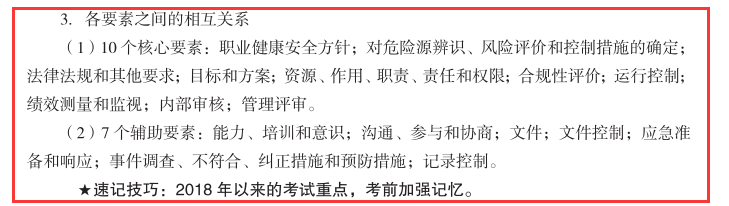 3. 各要素之间的相互关系
（1）10 个核心要素：职业健康安全方针；对危险源辨识、风险评价和控制措施的确定；
法律法规和其他要求；目标和方案；资源、作用、职责、责任和权限；合规性评价；运行控制；
绩效测量和监视；内部审核；管理评审。
（2）7 个辅助要素：能力、培训和意识；沟通、参与和协商；文件；文件控制；应急准
备和响应；事件调查、不符合、纠正措施和预防措施；记录控制。
★速记技巧：2018 年以来的考试重点，考前加强记忆。